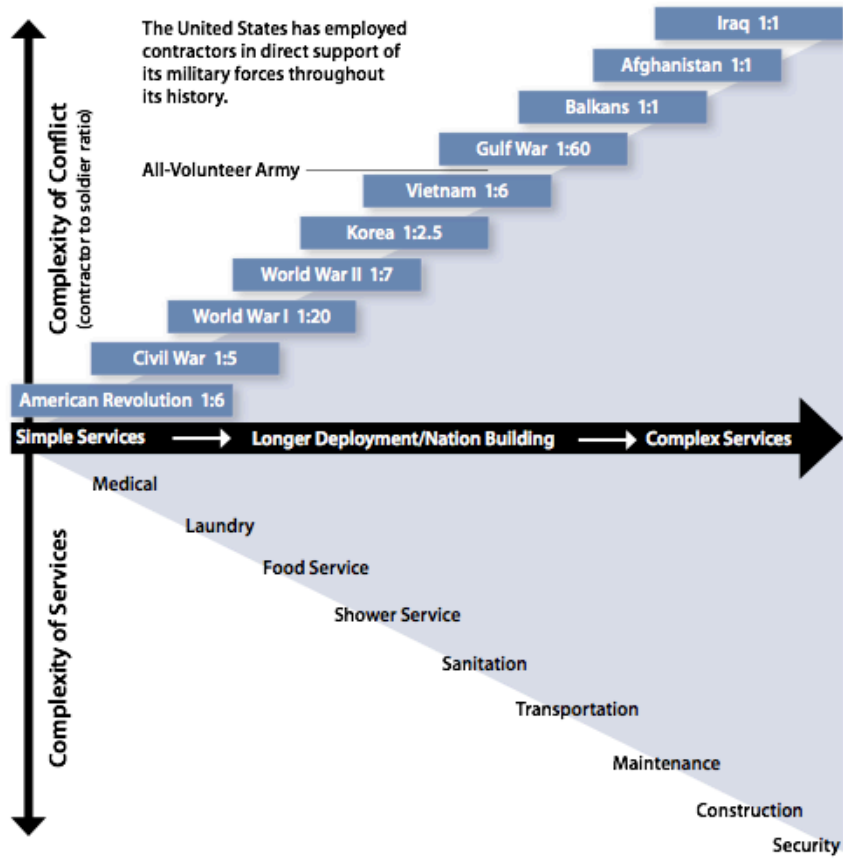 The United States has employed
contractors in direct support of
its military forces throughout
its history.
Iraq 1:1
Afghanistan 1:1
Balkans 1:1
Gulf War 1:60
All-Volunteer Army
Vietnam 1:6
Korea 1:2.5
World War II 1:7
World War I 1:20
Civil War 1:5
American Revolution 1:6
Complexity of Conflict
(contractor to soldier ratio)
Simple Services Longer Deployment/Nation Building Complex Services
Complexity of Services
Medical
Laundry
Food Service
Shower Service
Sanitation
Transportation
Maintenance
Construction
Security